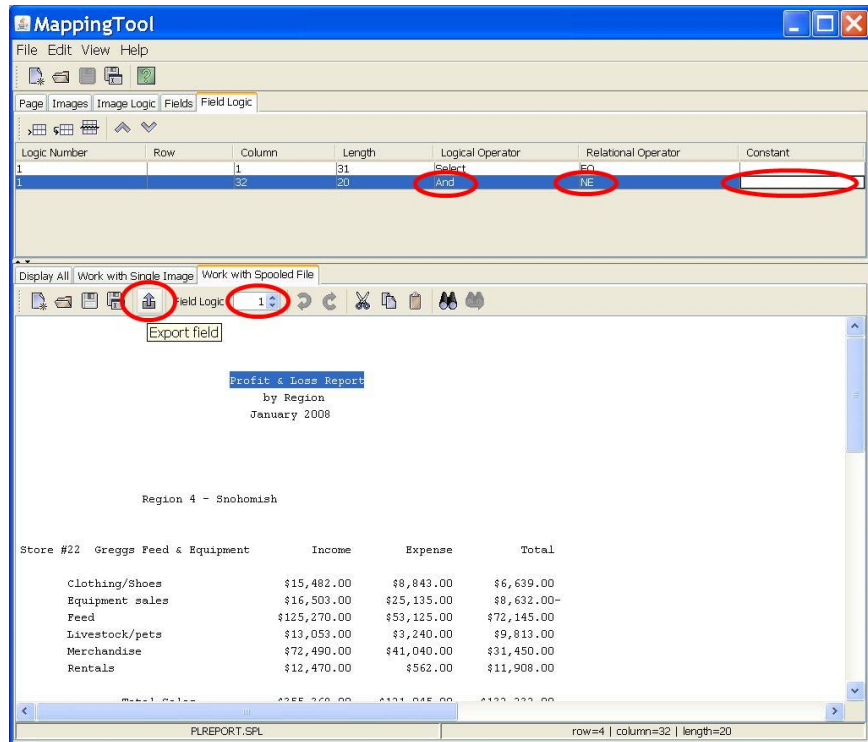 MappingTool
File Edit View Help
Page Images Image Logic Fields Field Logic
Logic Number Row Column Length Logical Operator Relational Operator Constant
1 1 31 Select EQ
1 32 20 And NE
Display All Work with Single Image Work with Spooled File
Field Logic 1
Export field
Profit & Loss Report
by Region
January 2008
Region 4 - Snohomish
Store #22 Greggs Feed & Equipment Income Expense Total
Clothing/Shoes $15,482.00 $8,843.00 $6,639.00
Equipment sales $16,503.00 $25,135.00 $8,632.00-
Feed $125,270.00 $53,125.00 $72,145.00
Livestock/pets $13,053.00 $3,240.00 $9,813.00
Merchandise $72,490.00 $41,040.00 $31,450.00
Rentals $12,470.00 $562.00 $11,908.00
Total Sales
PLREPORT.SPL row=4 | column=32 | length=20